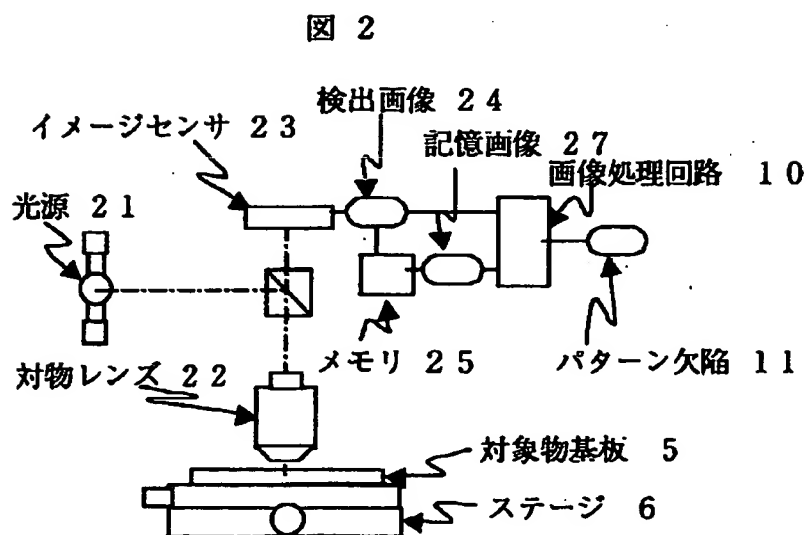 図 2
検出画像 24
イメージセンサ 23
記憶画像 27
画像処理回路 10
光源 21
メモリ 25
パターン欠陥 11
対物レンズ 22
対象物基板 5
ステージ 6